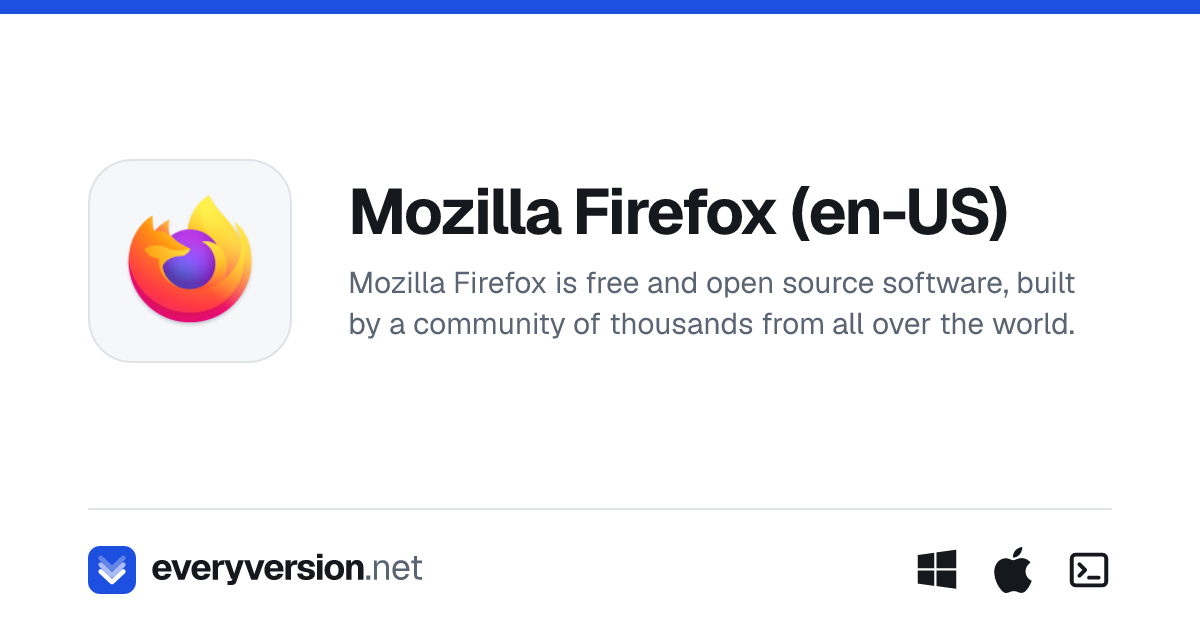 Mozilla Firefox (en-US)
Mozilla Firefox is free and open source software, built
by a community of thousands from all over the world.
everyversion.net